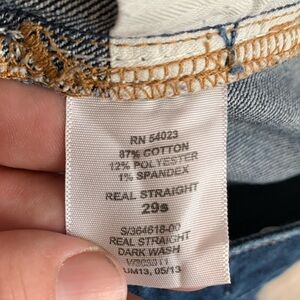 RN 54023
87% COTTON
12% POLYESTER
1% SPANDEX
REAL STRAIGHT
29s
S/364618-00
REAL STRAIGHT
DARK WASH
UM13, 05/13